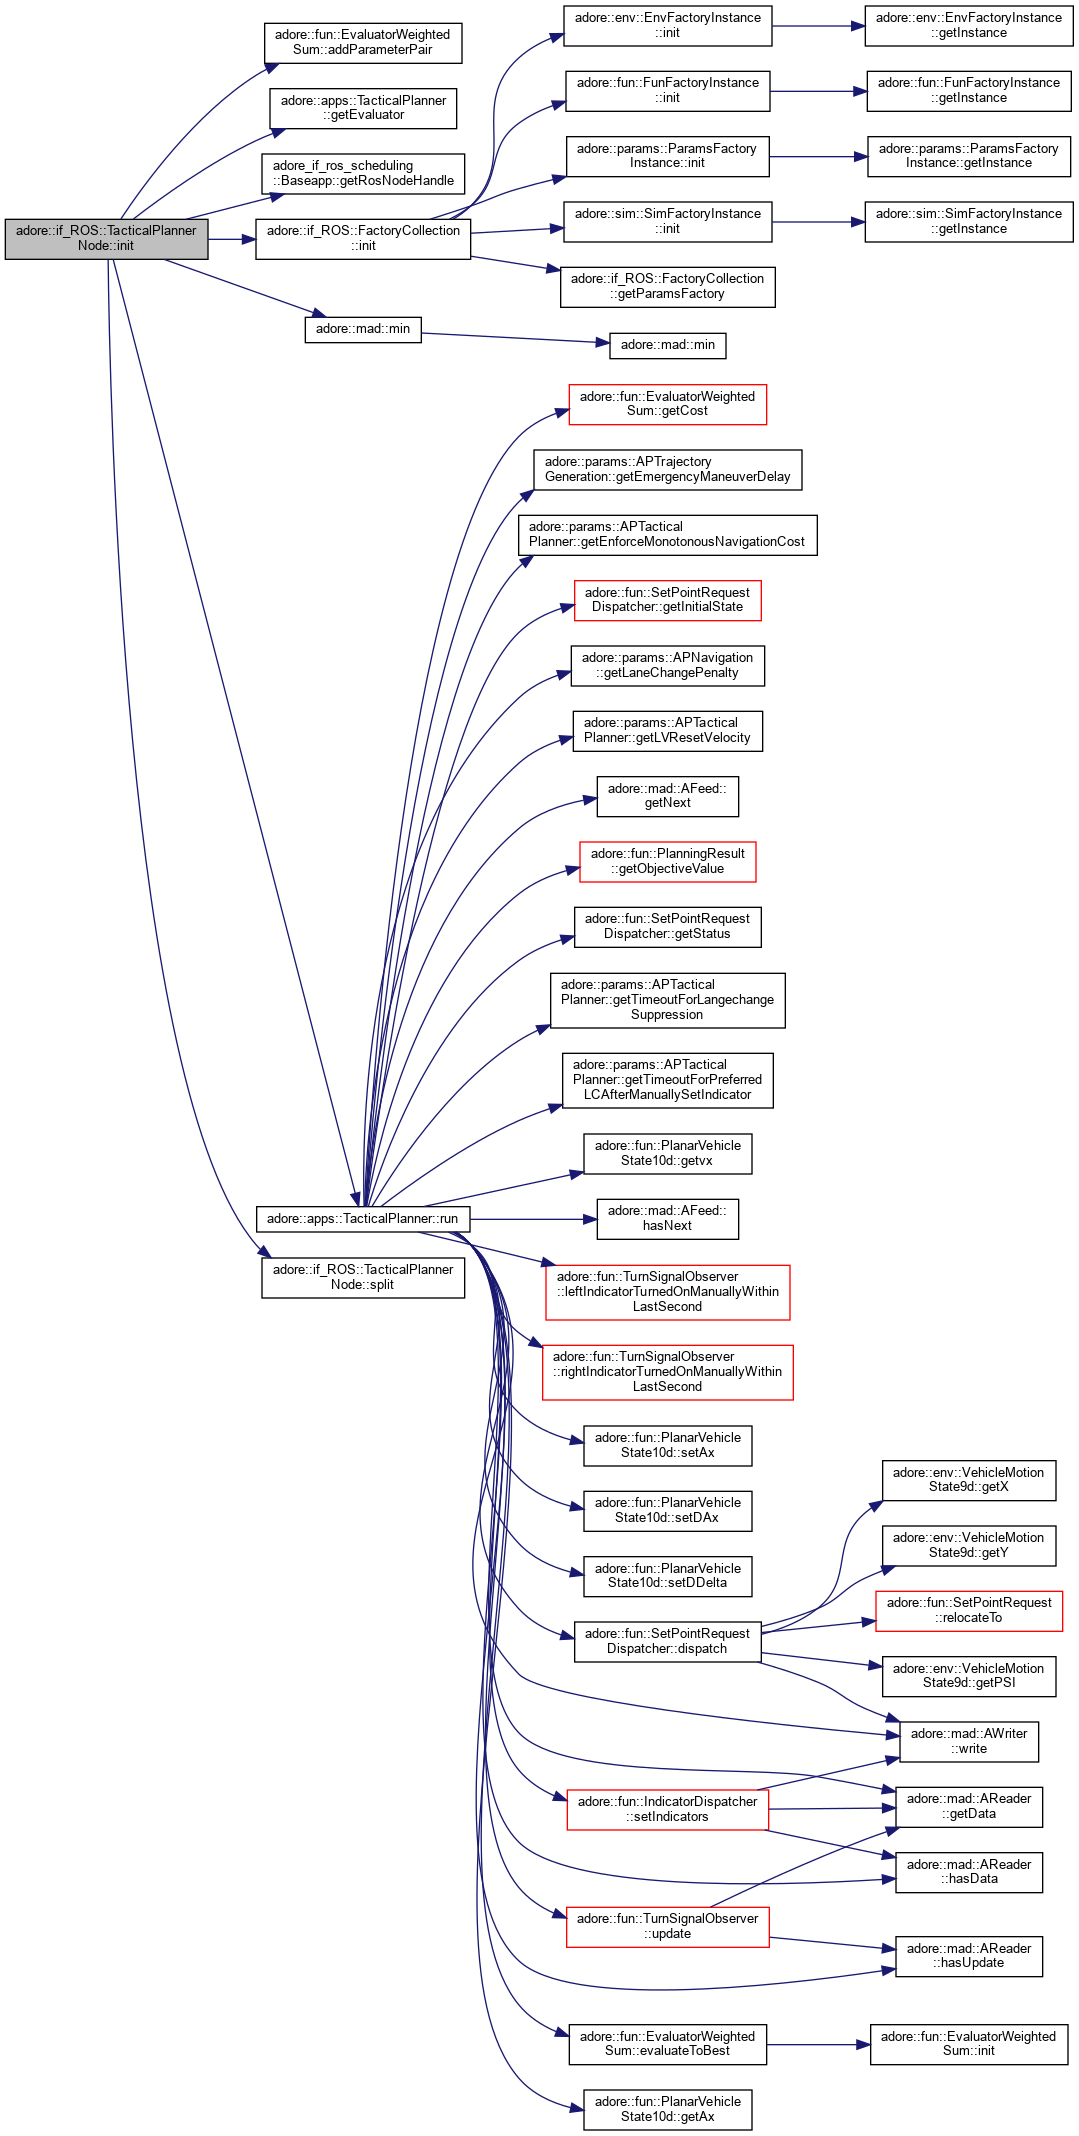 adore::if_ROS::TacticalPlanner
Node::init
adore::fun::EvaluatorWeighted
Sum::addParameterPair
adore::apps::TacticalPlanner
::getEvaluator
adore_if_ros_scheduling
::Baseapp::getRosNodeHandle
adore::if_ROS::FactoryCollection
::init
adore::env::EnvFactoryInstance
::init
adore::env::EnvFactoryInstance
::getInstance
adore::fun::FunFactoryInstance
::init
adore::fun::FunFactoryInstance
::getInstance
adore::params::ParamsFactory
Instance::init
adore::params::ParamsFactory
Instance::getInstance
adore::sim::SimFactoryInstance
::init
adore::sim::SimFactoryInstance
::getInstance
adore::if_ROS::FactoryCollection
::getParamsFactory
adore::mad::min
adore::mad::min
adore::fun::EvaluatorWeighted
Sum::getCost
adore::params::APTrajectory
Generation::getEmergencyManeuverDelay
adore::params::APTactical
Planner::getEnforceMonotonousNavigationCost
adore::fun::SetPointRequest
Dispatcher::getInitialState
adore::params::APNavigation
::getLaneChangePenalty
adore::params::APTactical
Planner::getLVResetVelocity
adore::mad::AFeed::
getNext
adore::fun::PlanningResult
::getObjectiveValue
adore::fun::SetPointRequest
Dispatcher::getStatus
adore::params::APTactical
Planner::getTimeoutForLangechange
Suppression
adore::params::APTactical
Planner::getTimeoutForPreferred
LCAfterManuallySetIndicator
adore::fun::PlanarVehicle
State10d::getvx
adore::apps::TacticalPlanner::run
adore::mad::AFeed::
hasNext
adore::if_ROS::TacticalPlanner
Node::split
adore::fun::TurnSignalObserver
::leftIndicatorTurnedOnManuallyWithin
LastSecond
adore::fun::TurnSignalObserver
::rightIndicatorTurnedOnManuallyWithin
LastSecond
adore::fun::PlanarVehicle
State10d::setAx
adore::fun::PlanarVehicle
State10d::setDAx
adore::fun::PlanarVehicle
State10d::setDDelta
adore::fun::SetPointRequest
Dispatcher::dispatch
adore::env::VehicleMotion
State9d::getX
adore::env::VehicleMotion
State9d::getY
adore::fun::SetPointRequest
::relocateTo
adore::env::VehicleMotion
State9d::getPSI
adore::mad::AWriter
::write
adore::fun::IndicatorDispatcher
::setIndicators
adore::mad::AReader
::getData
adore::mad::AReader
::hasData
adore::fun::TurnSignalObserver
::update
adore::mad::AReader
::hasUpdate
adore::fun::EvaluatorWeighted
Sum::evaluateToBest
adore::fun::EvaluatorWeighted
Sum::init
adore::fun::PlanarVehicle
State10d::getAx